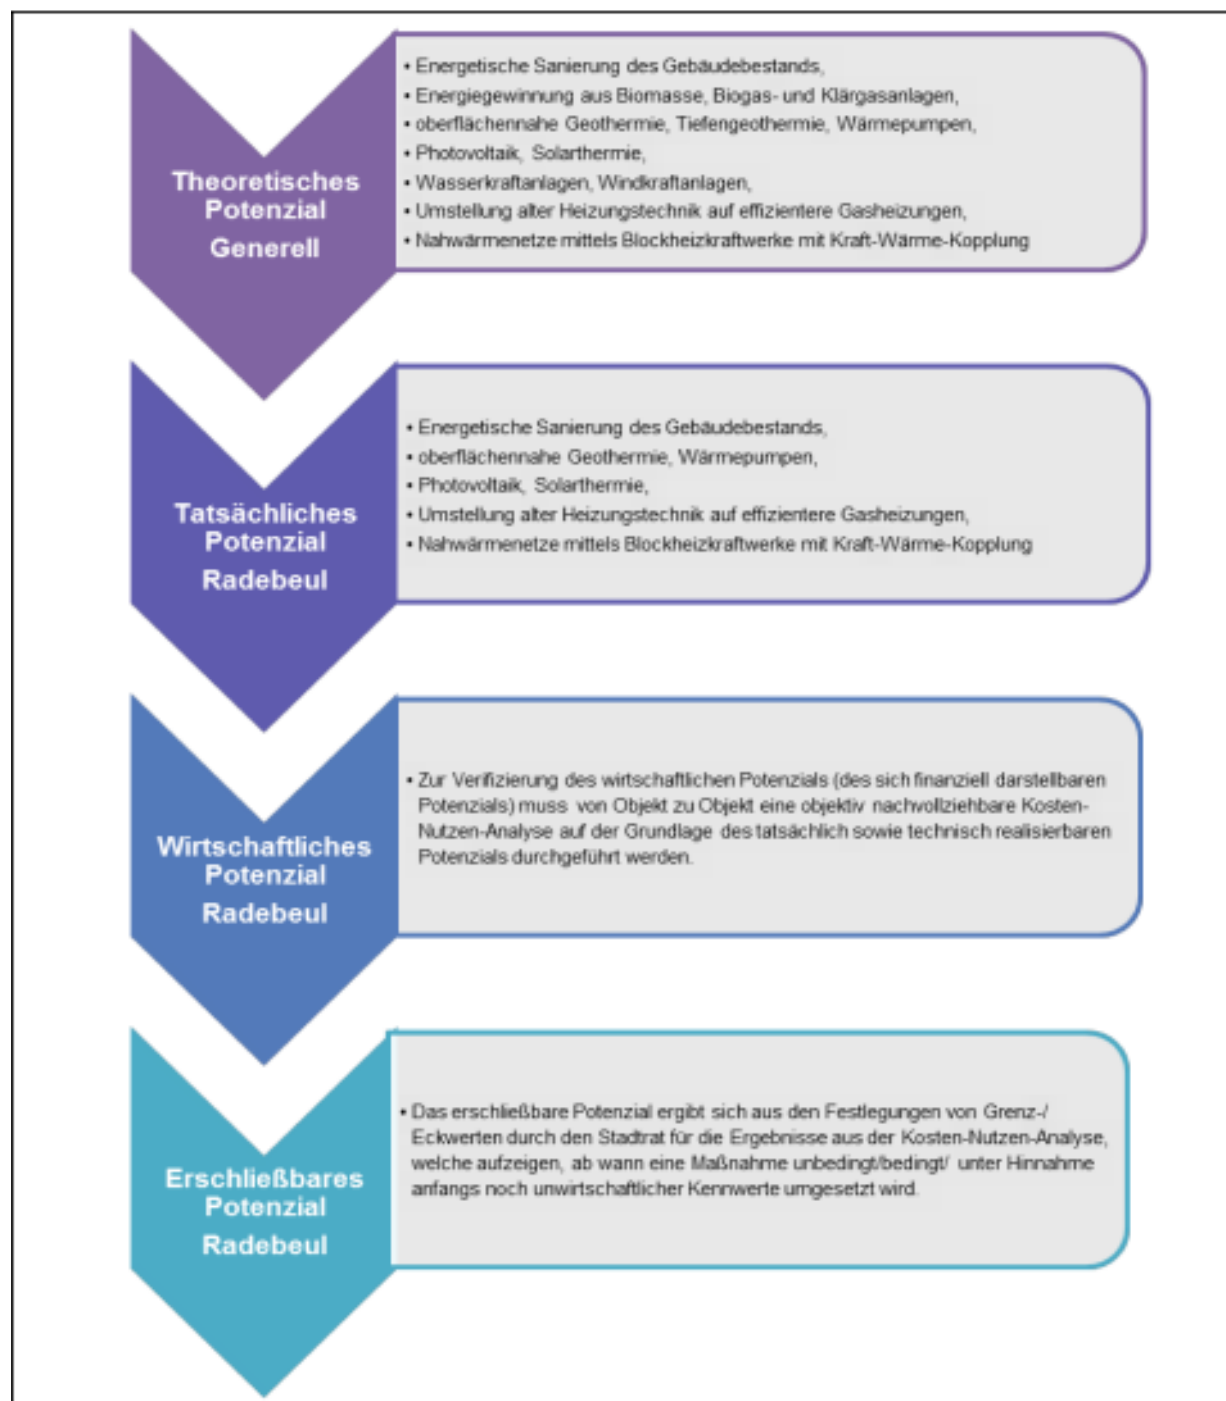 Theoretisches
Potenzial
Generell
• Energetische Sanierung des Gebäudebestands,
• Energiegewinnung aus Biomasse, Biogas- und Klärgasanlagen,
• oberflächennahe Geothermie, Tiefengeothermie, Wärmepumpen,
• Photovoltaik, Solarthermie,
• Wasserkraftanlagen, Windkraftanlagen,
• Umstellung alter Heizungstechnik auf effizientere Gasheizungen,
• Nahwärmenetze mittels Blockheizkraftwerke mit Kraft-Wärme-Kopplung
Tatsächliches
Potenzial
Radebeul
• Energetische Sanierung des Gebäudebestands,
• oberflächennahe Geothermie, Wärmepumpen,
• Photovoltaik, Solarthermie,
• Umstellung alter Heizungstechnik auf effizientere Gasheizungen,
• Nahwärmenetze mittels Blockheizkraftwerke mit Kraft-Wärme-Kopplung
Wirtschaftliches
Potenzial
Radebeul
• Zur Verifizierung des wirtschaftlichen Potenzials (des sich finanziell darstellbaren
Potenzials) muss von Objekt zu Objekt eine objektiv nachvollziehbare Kosten-
Nutzen-Analyse auf der Grundlage des tatsächlich sowie technisch realisierbaren
Potenzials durchgeführt werden.
Erschließbares
Potenzial
Radebeul
• Das erschließbare Potenzial ergibt sich aus den Festlegungen von Grenz-/
Eckwerten durch den Stadtrat für die Ergebnisse aus der Kosten-Nutzen-Analyse,
welche aufzeigen, ab wann eine Maßnahme unbedingt/bedingt/ unter Hinnahme
anfangs noch unwirtschaftlicher Kennwerte umgesetzt wird.